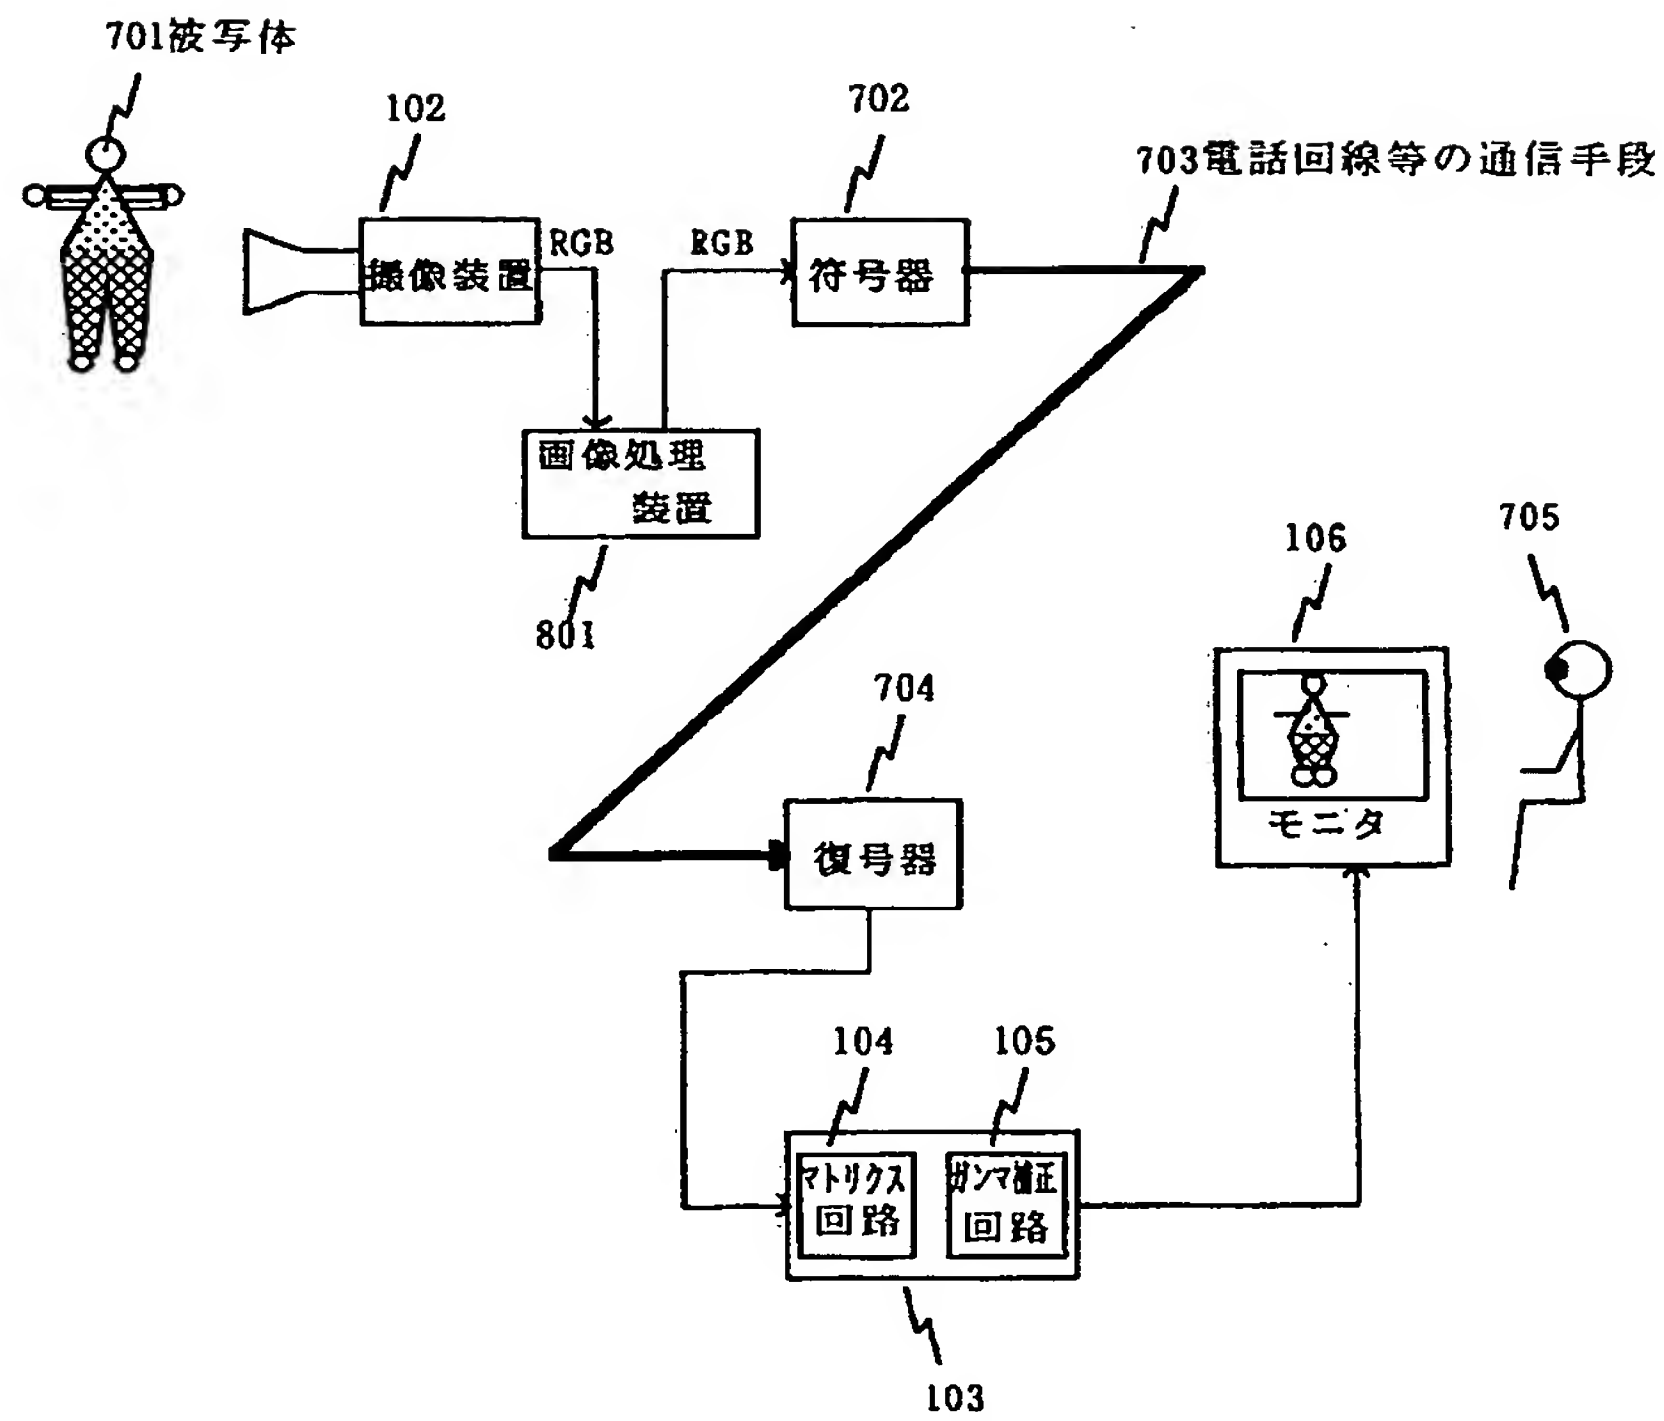 701被写体
102
702
703電話回線等の通信手段
RGB
RGB
撮像装置
符号器
画像処理
装置
801
106
705
704
モニタ
復号器
104
105
マトリクス
回路
ガンマ補正
回路
103